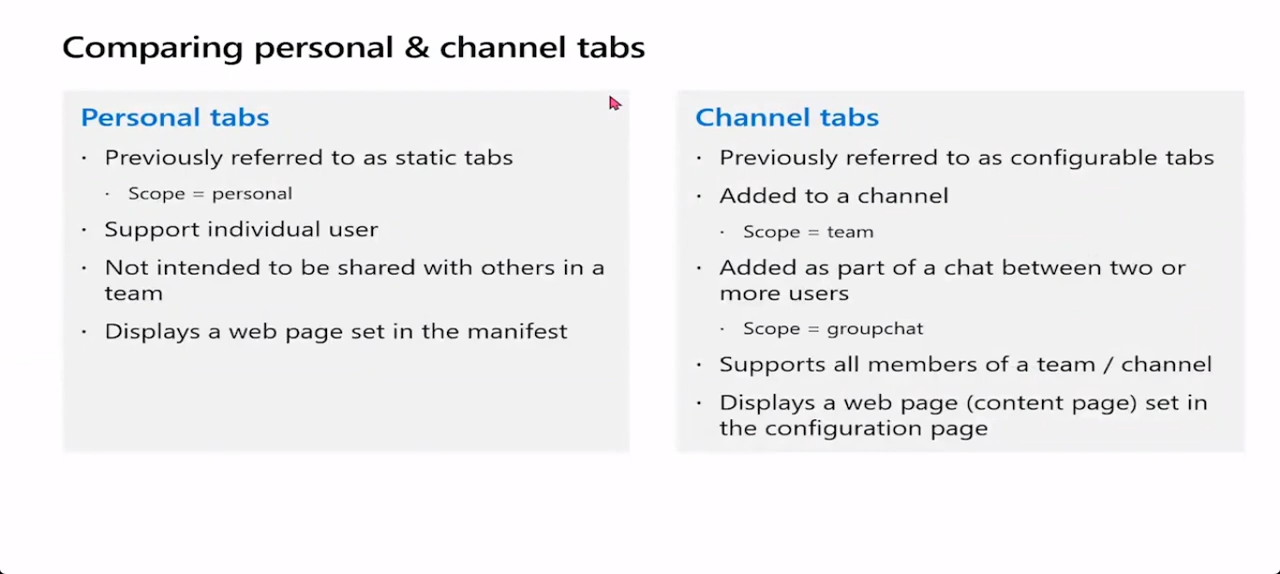 Comparing personal & channel tabs
Personal tabs
· Previously referred to as static tabs
· Scope = personal
· Support individual user
· Not intended to be shared with others in a
team
· Displays a web page set in the manifest
Channel tabs
· Previously referred to as configurable tabs
· Added to a channel
· Scope = team
· Added as part of a chat between two or
more users
· Scope = groupchat
· Supports all members of a team / channel
· Displays a web page (content page) set in
the configuration page